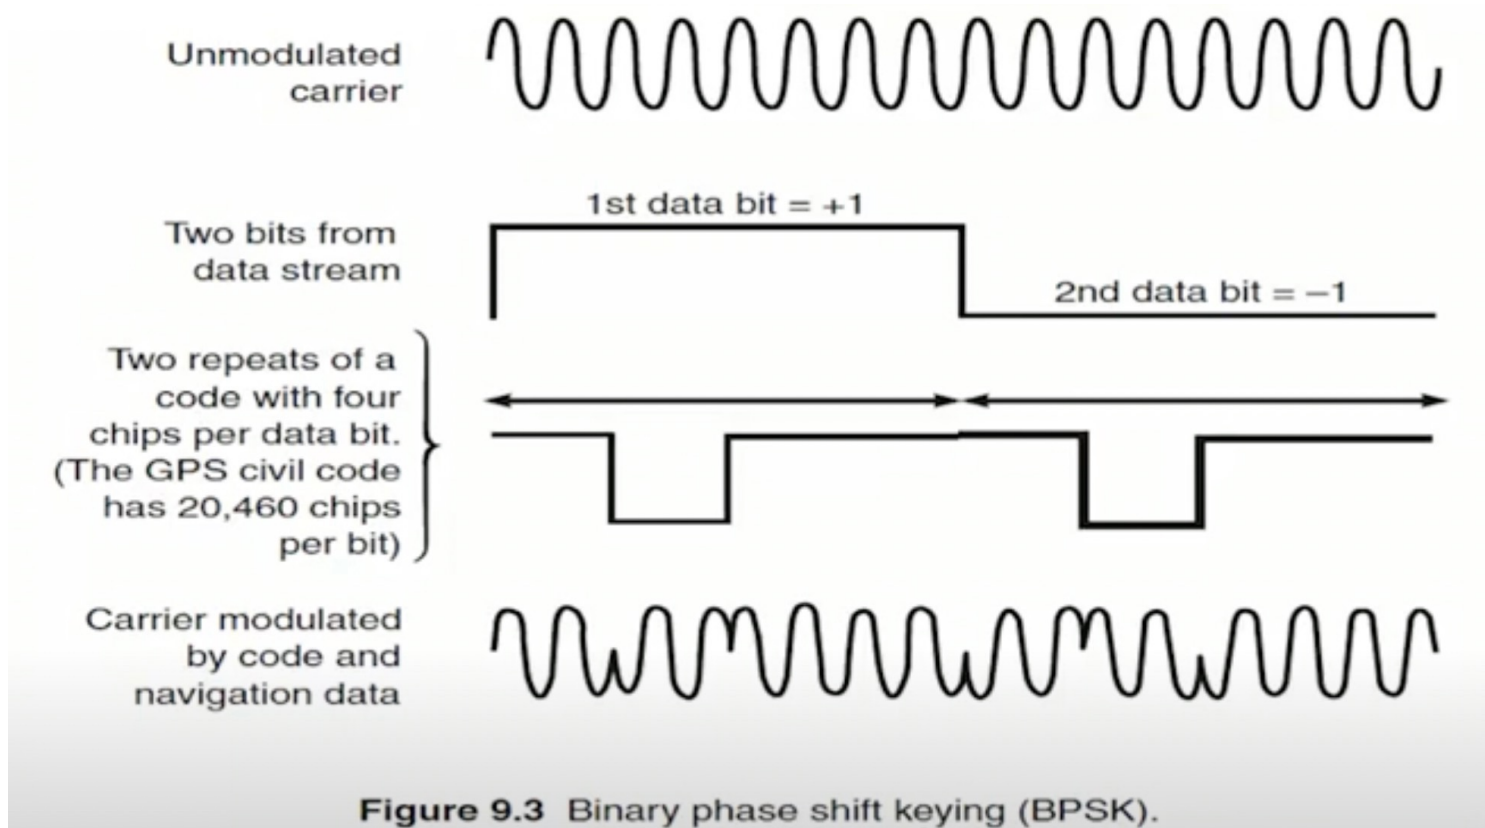 Unmodulated
carrier
1st data bit = +1
Two bits from
data stream
2nd data bit = −1
Two repeats of a
code with four
chips per data bit.
(The GPS civil code
has 20,460 chips
per bit)
Carrier modulated
by code and
navigation data
Figure 9.3 Binary phase shift keying (BPSK).